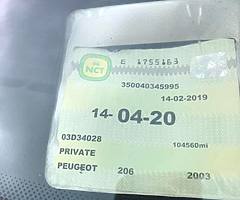 NCT
E 1755163
350040345995
14-02-2019
14- 04-20
03D34028
104560mi
PRIVATE
PEUGEOT 206 2003